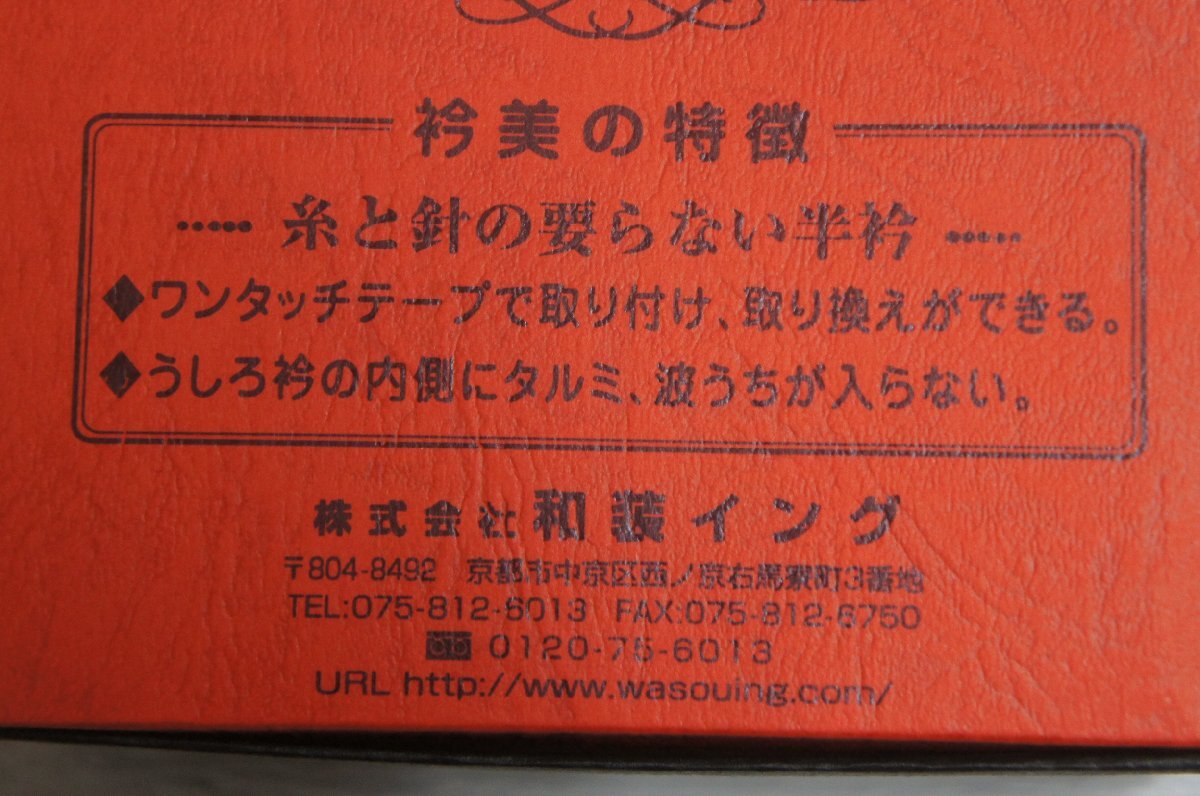 衿美の特徴
····· 糸と針の要らない半衿 ·····
◆ワンタッチテープで取り付け、取り換えができる。
◆うしろ衿の内側にタルミ、波うちが入らない。
株式会社 和装イング
〒804-8492 京都市中京区西ノ京右馬寮町3番地
TEL:075-812-6013 FAX:075-812-6750
0120-75-6013
URL http://www.wasouing.com/